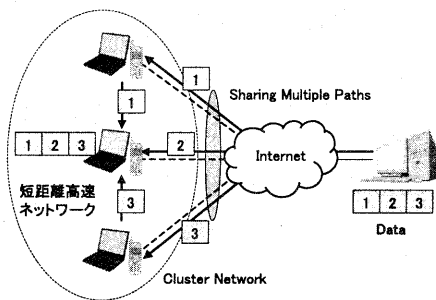 1
Sharing Multiple Paths
1
1 2 3
2
Internet
短距離高速
ネットワーク
3
3
1 2 3
Data
Cluster Network